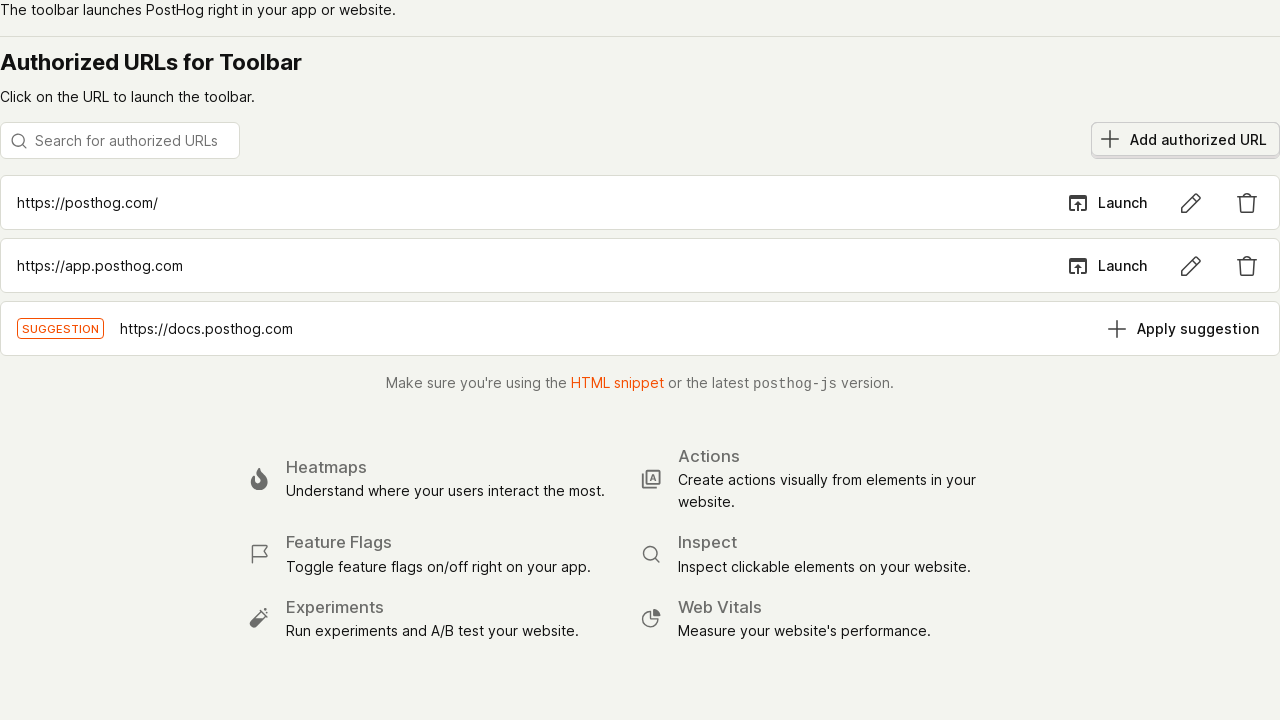 The toolbar launches PostHog right in your app or website.
Authorized URLs for Toolbar
Click on the URL to launch the toolbar.
Search for authorized URLs
Add authorized URL
https://posthog.com/
Launch
https://app.posthog.com
Launch
SUGGESTION https://docs.posthog.com
Apply suggestion
Make sure you're using the HTML snippet or the latest posthog-js version.
Heatmaps
Understand where your users interact the most.
Actions
Create actions visually from elements in your
website.
Feature Flags
Toggle feature flags on/off right on your app.
Inspect
Inspect clickable elements on your website.
Experiments
Run experiments and A/B test your website.
Web Vitals
Measure your website's performance.